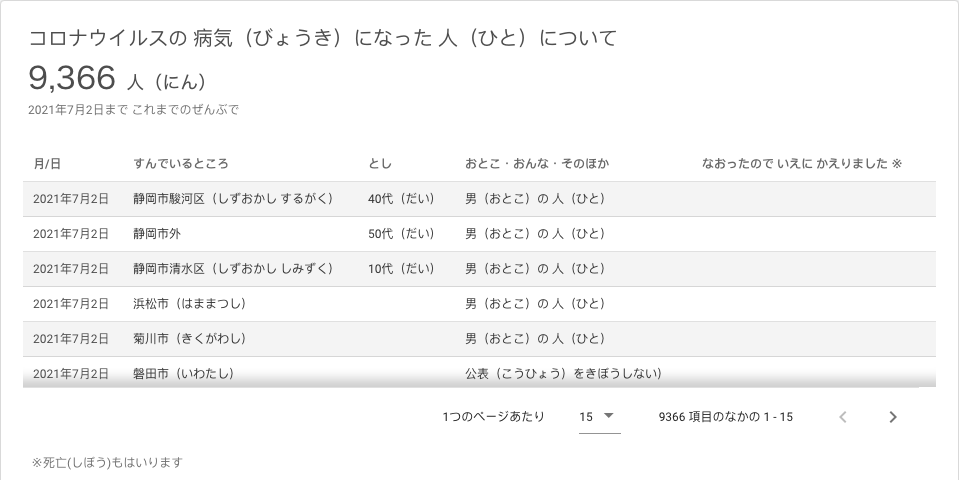 コロナウイルスの 病気（びょうき）になった 人（ひと）について
9,366 人（にん）
2021年7月2日まで これまでのぜんぶで
月/日 すんでいるところ とし おとこ・おんな・そのほか なおったので いえに かえりました ※
2021年7月2日 静岡市駿河区（しずおかし するがく） 40代（だい） 男（おとこ）の 人（ひと）
2021年7月2日 静岡市外 50代（だい） 男（おとこ）の 人（ひと）
2021年7月2日 静岡市清水区（しずおかし しみずく） 10代（だい） 男（おとこ）の 人（ひと）
2021年7月2日 浜松市（はままつし） 男（おとこ）の 人（ひと）
2021年7月2日 菊川市（きくがわし） 男（おとこ）の 人（ひと）
2021年7月2日 磐田市（いわたし） 公表（こうひょう）をきぼうしない）
1つのページあたり 15 9366 項目のなかの 1 - 15
※死亡(しぼう)もはいります